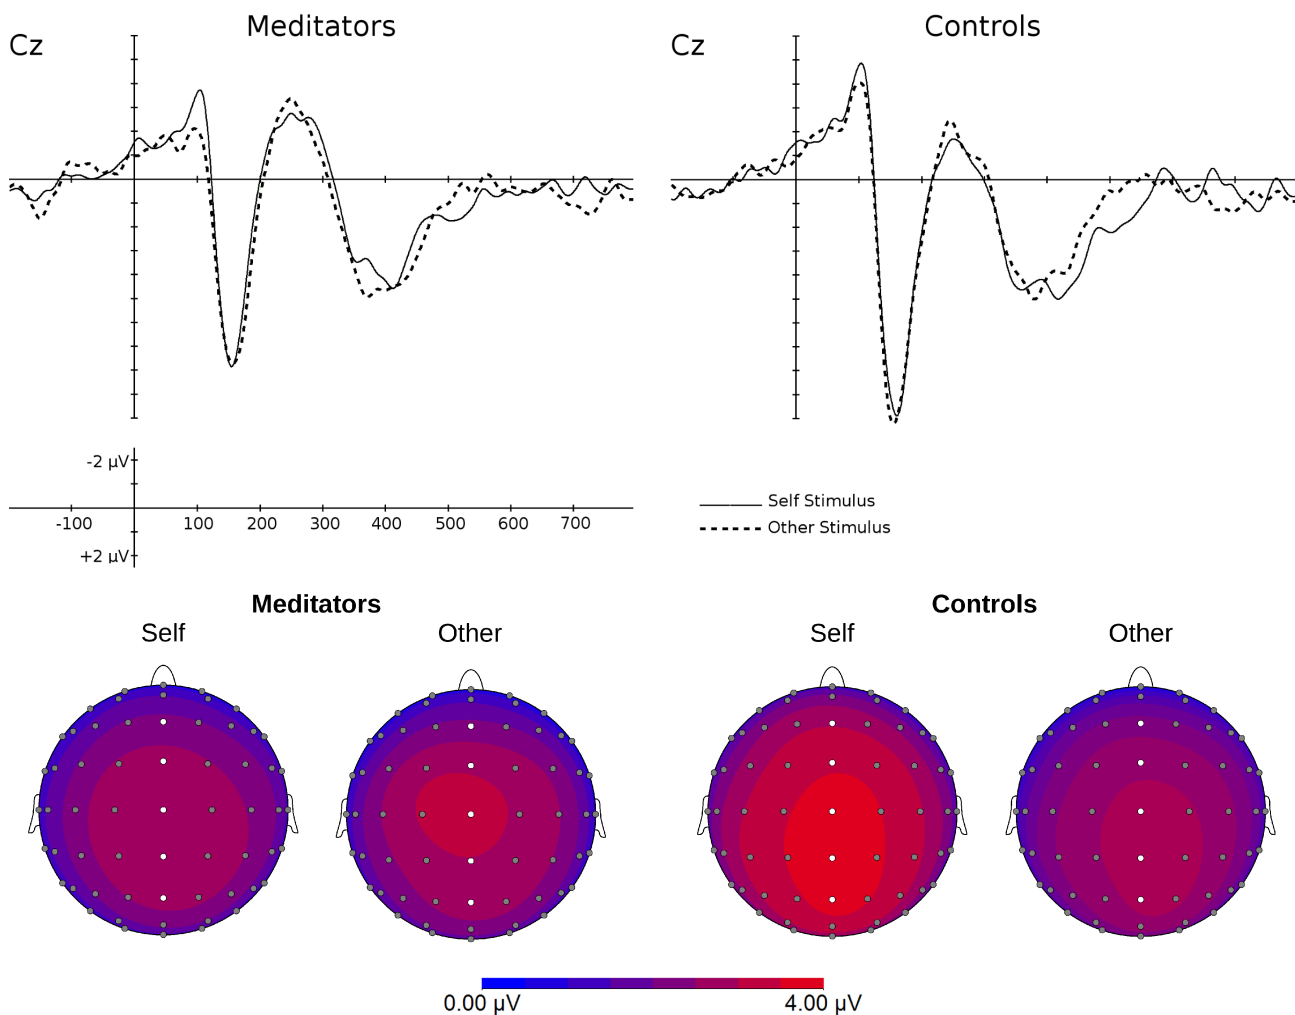 Meditators
Controls
Cz
Cz
-2 µV
-100 100 200 300 400 500 600 700
+2 µV
Self Stimulus
Other Stimulus
Meditators
Controls
Self
Other
Self
Other
0.00 µV
4.00 µV